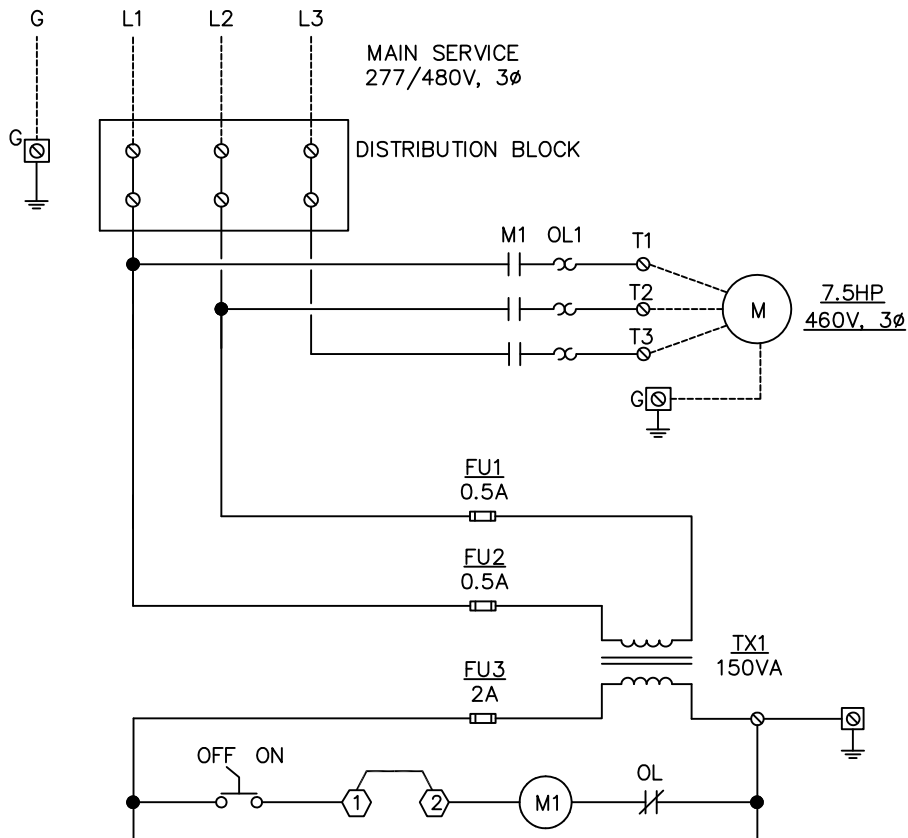 G
L1
L2
L3
MAIN SERVICE
277/480V, 3ø
G
DISTRIBUTION BLOCK
M1
OL1
T1
T2
T3
M
7.5HP
460V, 3ø
G
FU1
0.5A
FU2
0.5A
TX1
150VA
FU3
2A
OFF ON
1
2
M1
OL